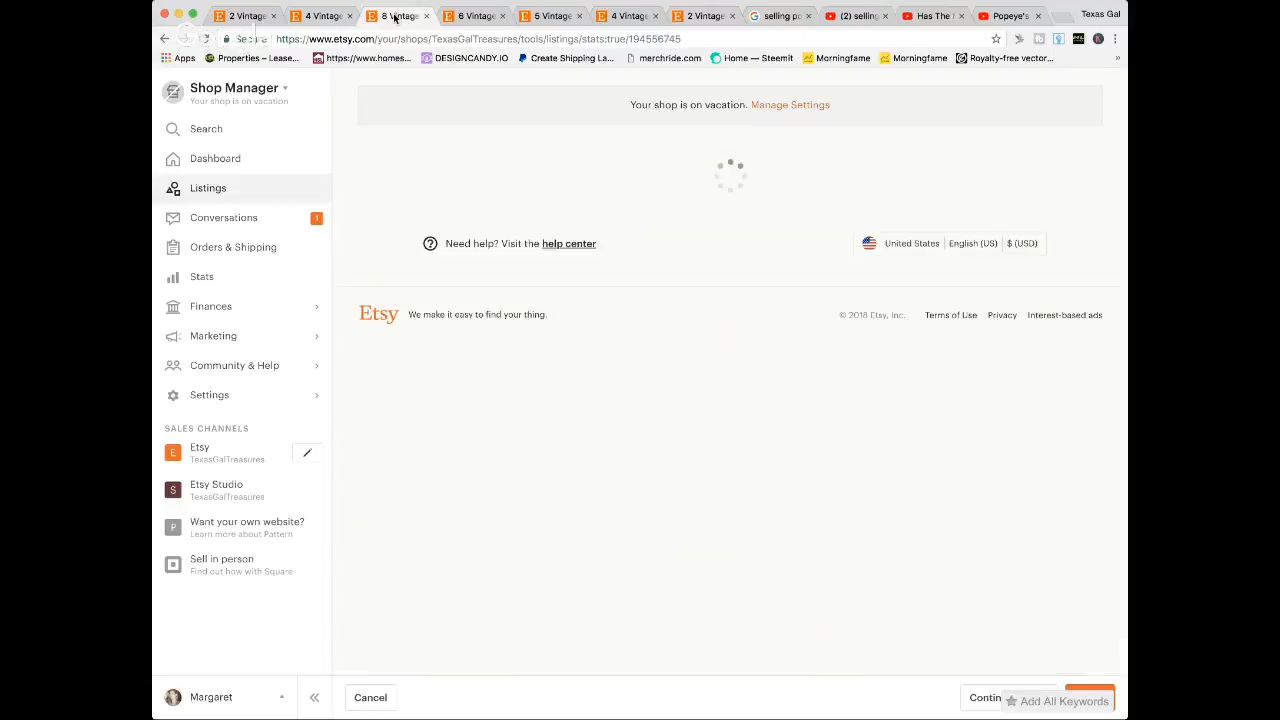 2 Vintage
4 Vintage
8 Vintage
6 Vintage
5 Vintage
4 Vintage
2 Vintage
selling po
(2) selling
Has The
Popeye's
Texas Gal
Secure
https://www.etsy.com/your/shops/TexasGalTreasures/tools/listings/stats:true/194556745
Apps
Properties – Lease...
https://www.homes...
DESIGNCANDY.IO
Create Shipping La...
merchride.com
Home — Steemit
Morningfame
Morningfame
Royalty-free vector...
»
Shop Manager
Your shop is on vacation
Search
Dashboard
Listings
Conversations
1
Orders & Shipping
Stats
Finances
Marketing
Community & Help
Settings
SALES CHANNELS
E
Etsy
TexasGalTreasures
S
Etsy Studio
TexasGalTreasures
P
Want your own website?
Learn more about Pattern
Sell in person
Find out how with Square
Margaret
Your shop is on vacation. Manage Settings
Need help? Visit the help center
United States
English (US)
$ (USD)
Etsy
We make it easy to find your thing.
© 2018 Etsy, Inc.
Terms of Use
Privacy
Interest-based ads
Cancel
Contin
Add All Keywords